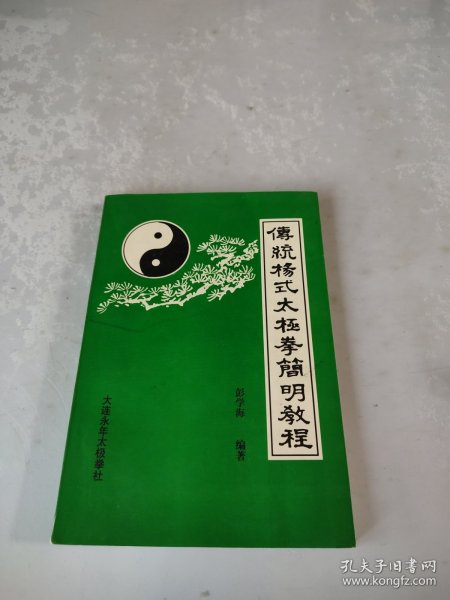 傳統楊式太極拳簡明教程
彭学海 编著
大连永年太极拳社
孔夫子旧书网
www.kongfz.com